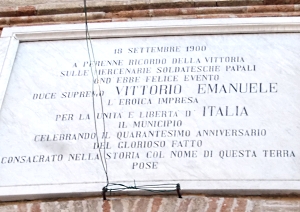 18 SETTEMBRE 1900
A PERENNE RICORDO DELLA VITTORIA
SULLE MERCENARIE SOLDATESCHE PAPALI
OND'EBBE FELICE EVENTO
DUCE SUPREMO VITTORIO EMANUELE
L'EROICA IMPRESA
PER LA UNITÀ E LIBERTÀ D'ITALIA
IL MUNICIPIO
CELEBRANDO IL QUARANTESIMO ANNIVERSARIO
DEL GLORIOSO FATTO
CONSACRATO NELLA STORIA COL NOME DI QUESTA TERRA
POSE